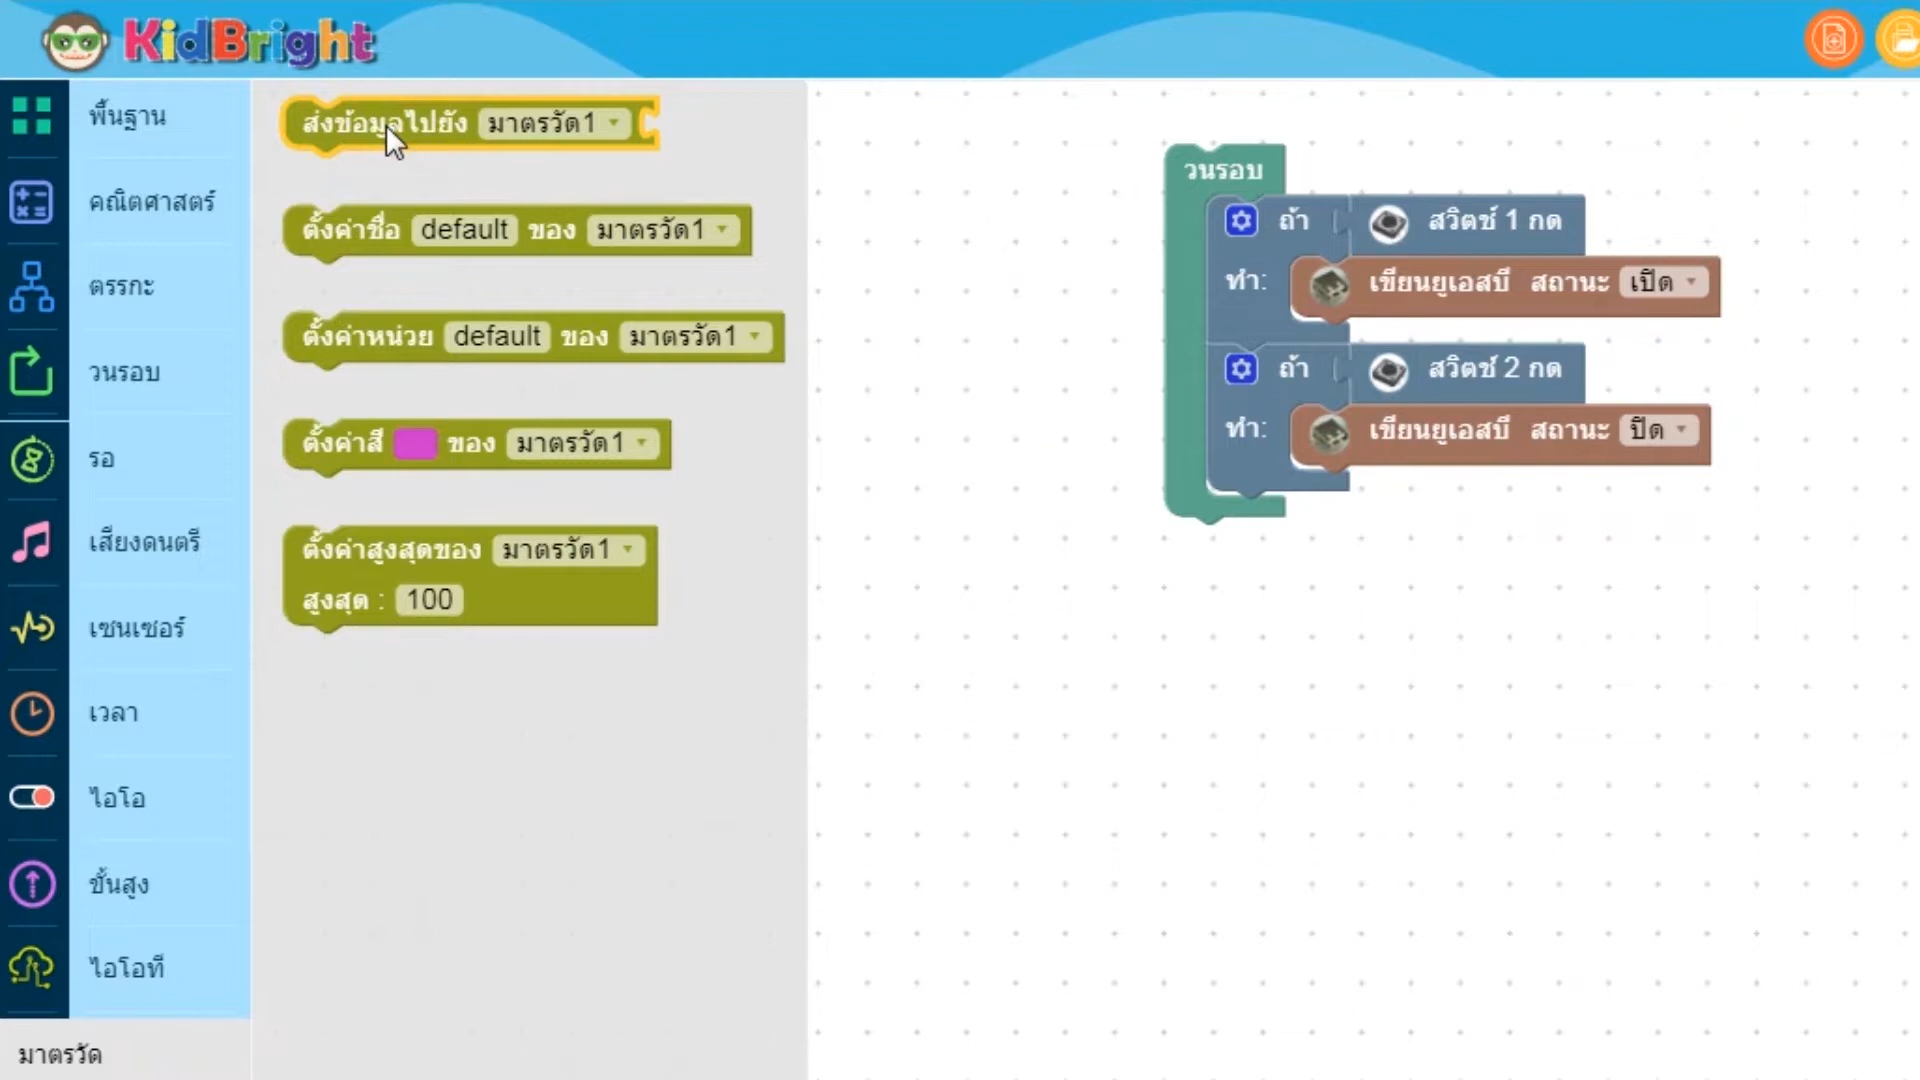 KidBright
พื้นฐาน
คณิตศาสตร์
ตรรกะ
วนรอบ
รอ
เสียงดนตรี
เซนเซอร์
เวลา
ไอโอ
ขั้นสูง
ไอโอที
มาตรวัด
ส่งข้อมูลไปยัง มาตรวัด1
ตั้งค่าชื่อ default ของ มาตรวัด1
ตั้งค่าหน่วย default ของ มาตรวัด1
ตั้งค่าสี ของ มาตรวัด1
ตั้งค่าสูงสุดของ มาตรวัด1
สูงสุด : 100
วนรอบ
ถ้า สวิตช์ 1 กด
ทำ: เขียนยูเอสบี สถานะ เปิด
ถ้า สวิตช์ 2 กด
ทำ: เขียนยูเอสบี สถานะ ปิด